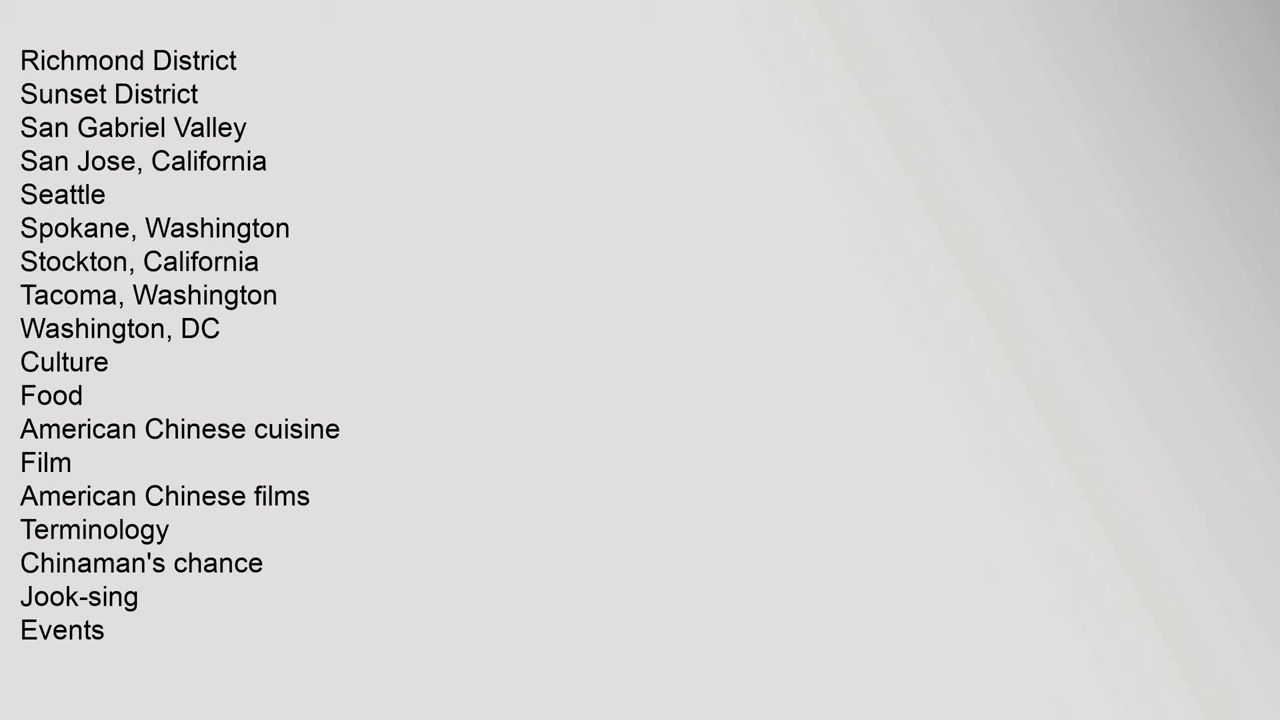 Richmond District
Sunset District
San Gabriel Valley
San Jose, California
Seattle
Spokane, Washington
Stockton, California
Tacoma, Washington
Washington, DC
Culture
Food
American Chinese cuisine
Film
American Chinese films
Terminology
Chinaman's chance
Jook-sing
Events